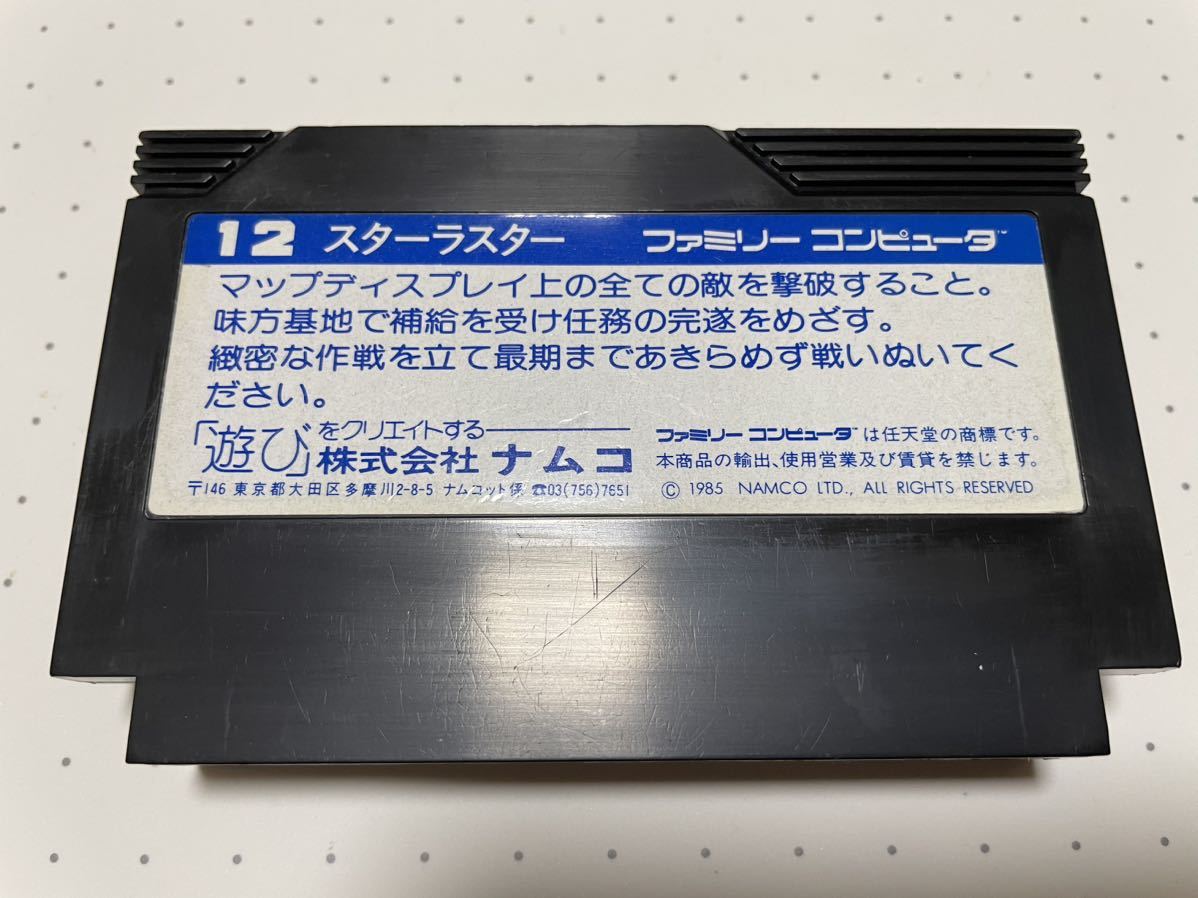 12 スターラスター ファミリー コンピュータ™
マップディスプレイ上の全ての敵を撃破すること。
味方基地で補給を受け任務の完遂をめざす。
緻密な作戦を立て最期まであきらめず戦いぬいてく
ださい。
「遊び」をクリエイトする
株式会社 ナムコ
〒146 東京都大田区多摩川2-8-5 ナムコット係 ☎03(756)7651
ファミリー コンピュータ™は任天堂の商標です。
本商品の輸出、使用営業及び賃貸を禁じます。
© 1985 NAMCO LTD., ALL RIGHTS RESERVED